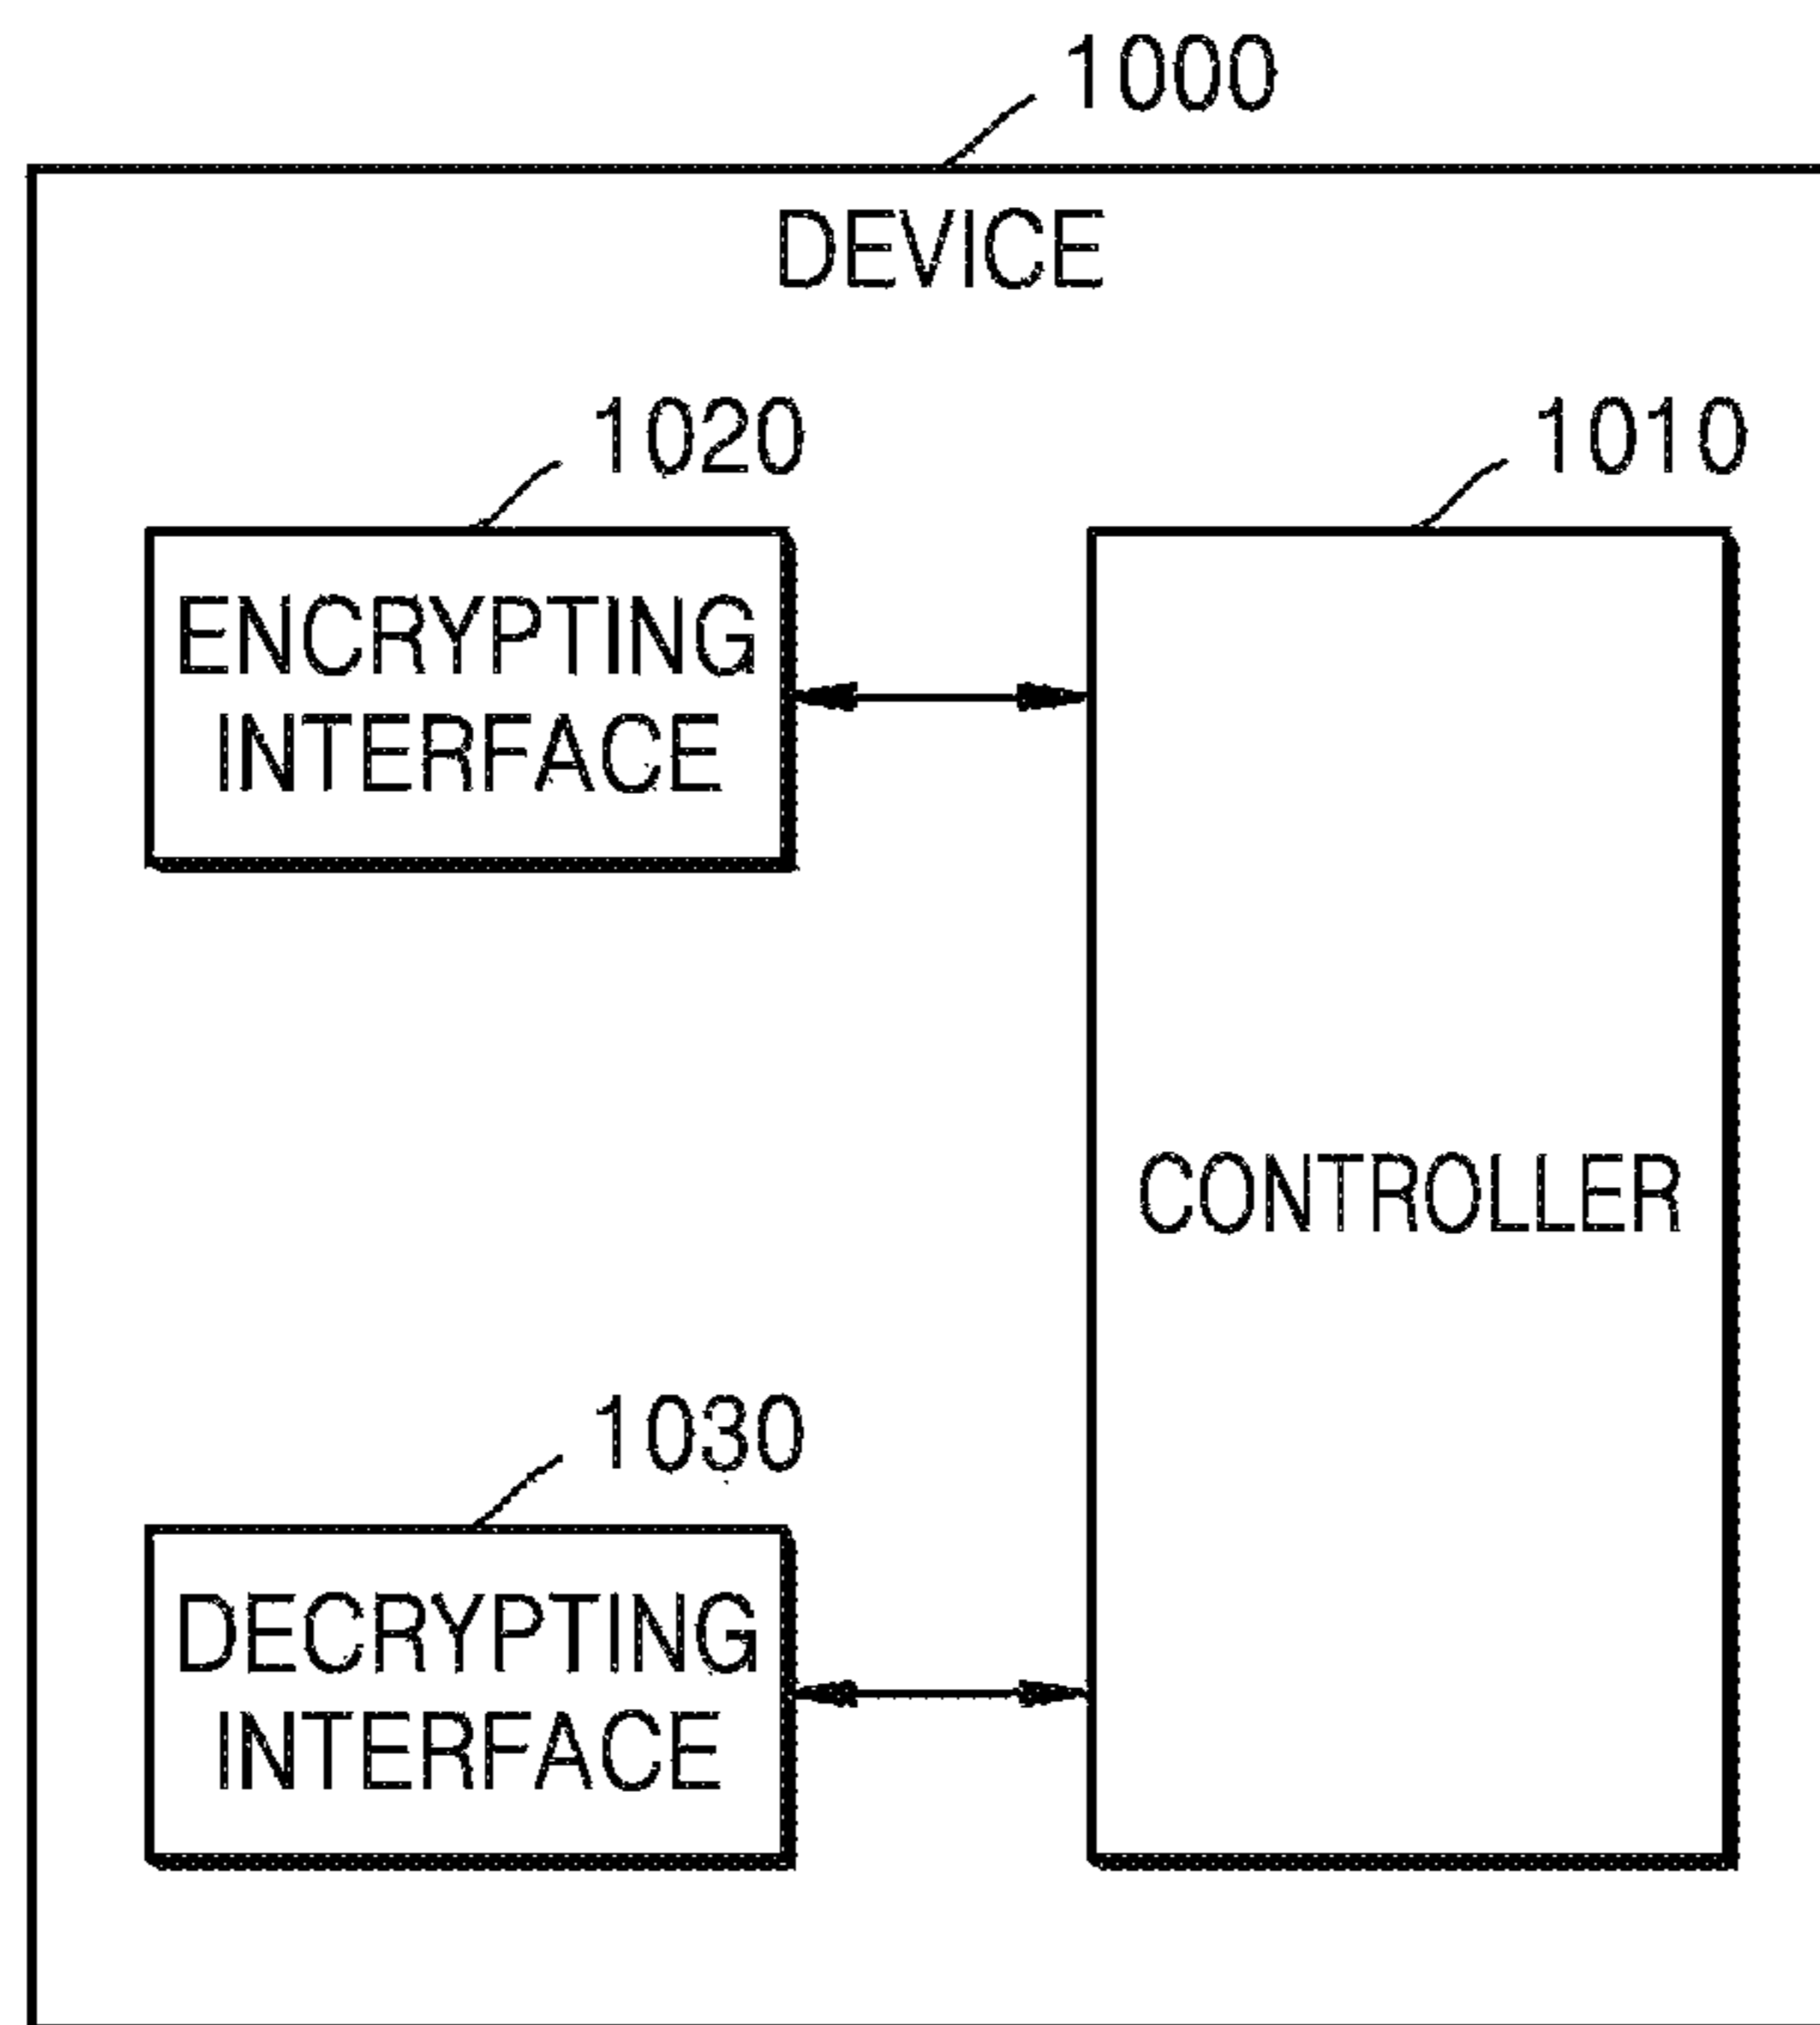 1000
DEVICE
1020
1010
ENCRYPTING
INTERFACE
CONTROLLER
1030
DECRYPTING
INTERFACE